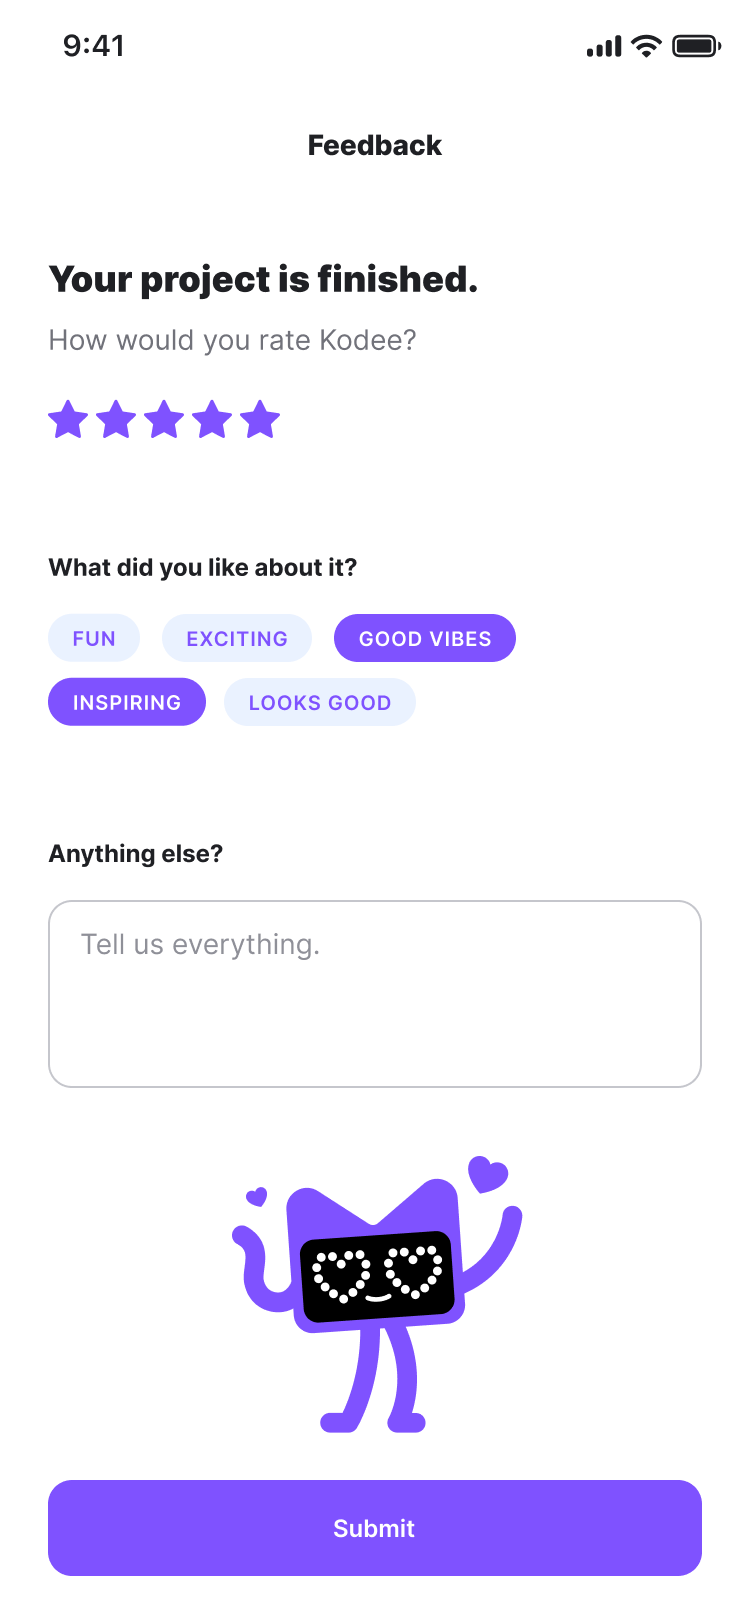 9:41
Feedback
Your project is finished.
How would you rate Kodee?
What did you like about it?
FUN EXCITING GOOD VIBES
INSPIRING LOOKS GOOD
Anything else?
Tell us everything.
Submit